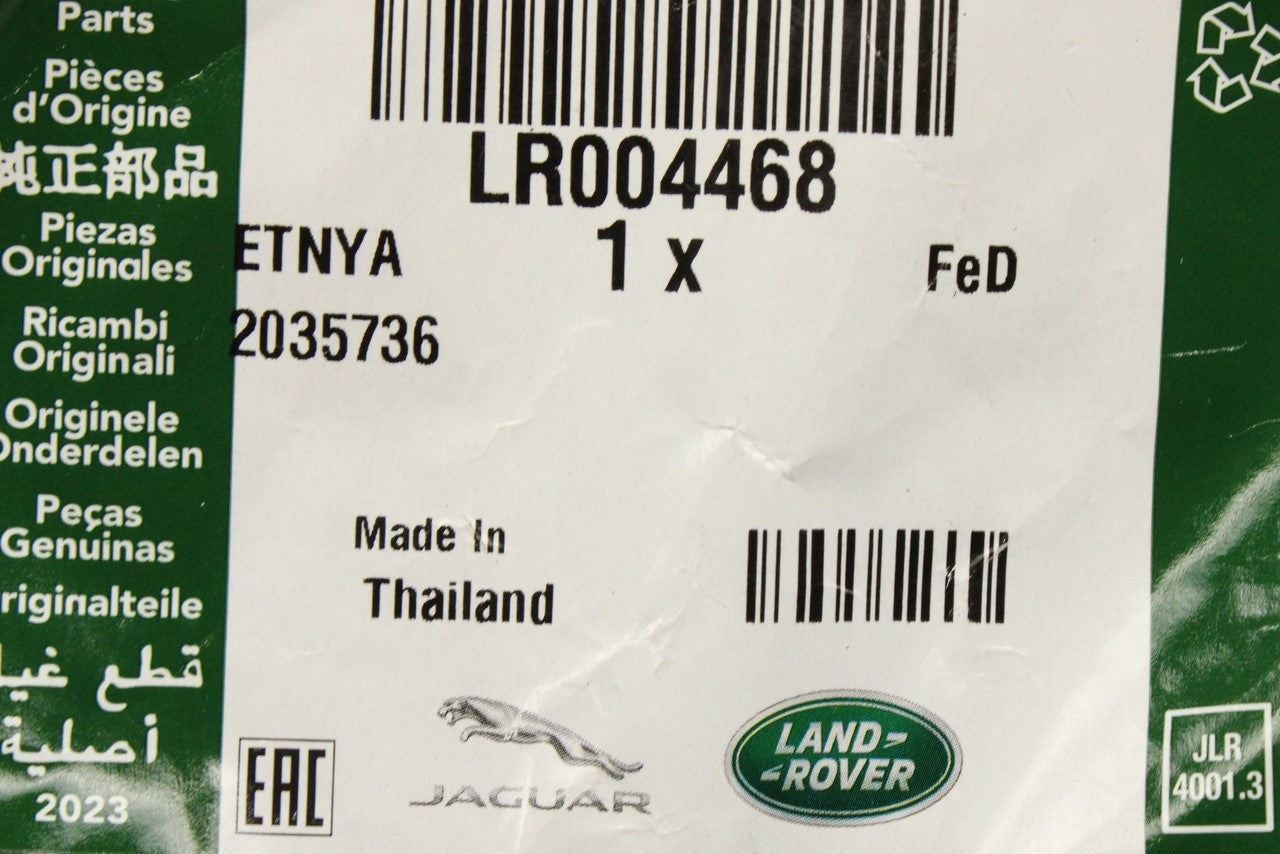 Parts
Pièces
d'Origine
純正部品
Piezas
Originales
Ricambi
Originali
Originele
Onderdelen
Peças
Genuinas
riginalteile
قطع غيا
أصلية
2023
LR004468
ETNYA 1 x FeD
2035736
Made In
Thailand
EAC
JAGUAR
LAND-
-ROVER
JLR
4001.3